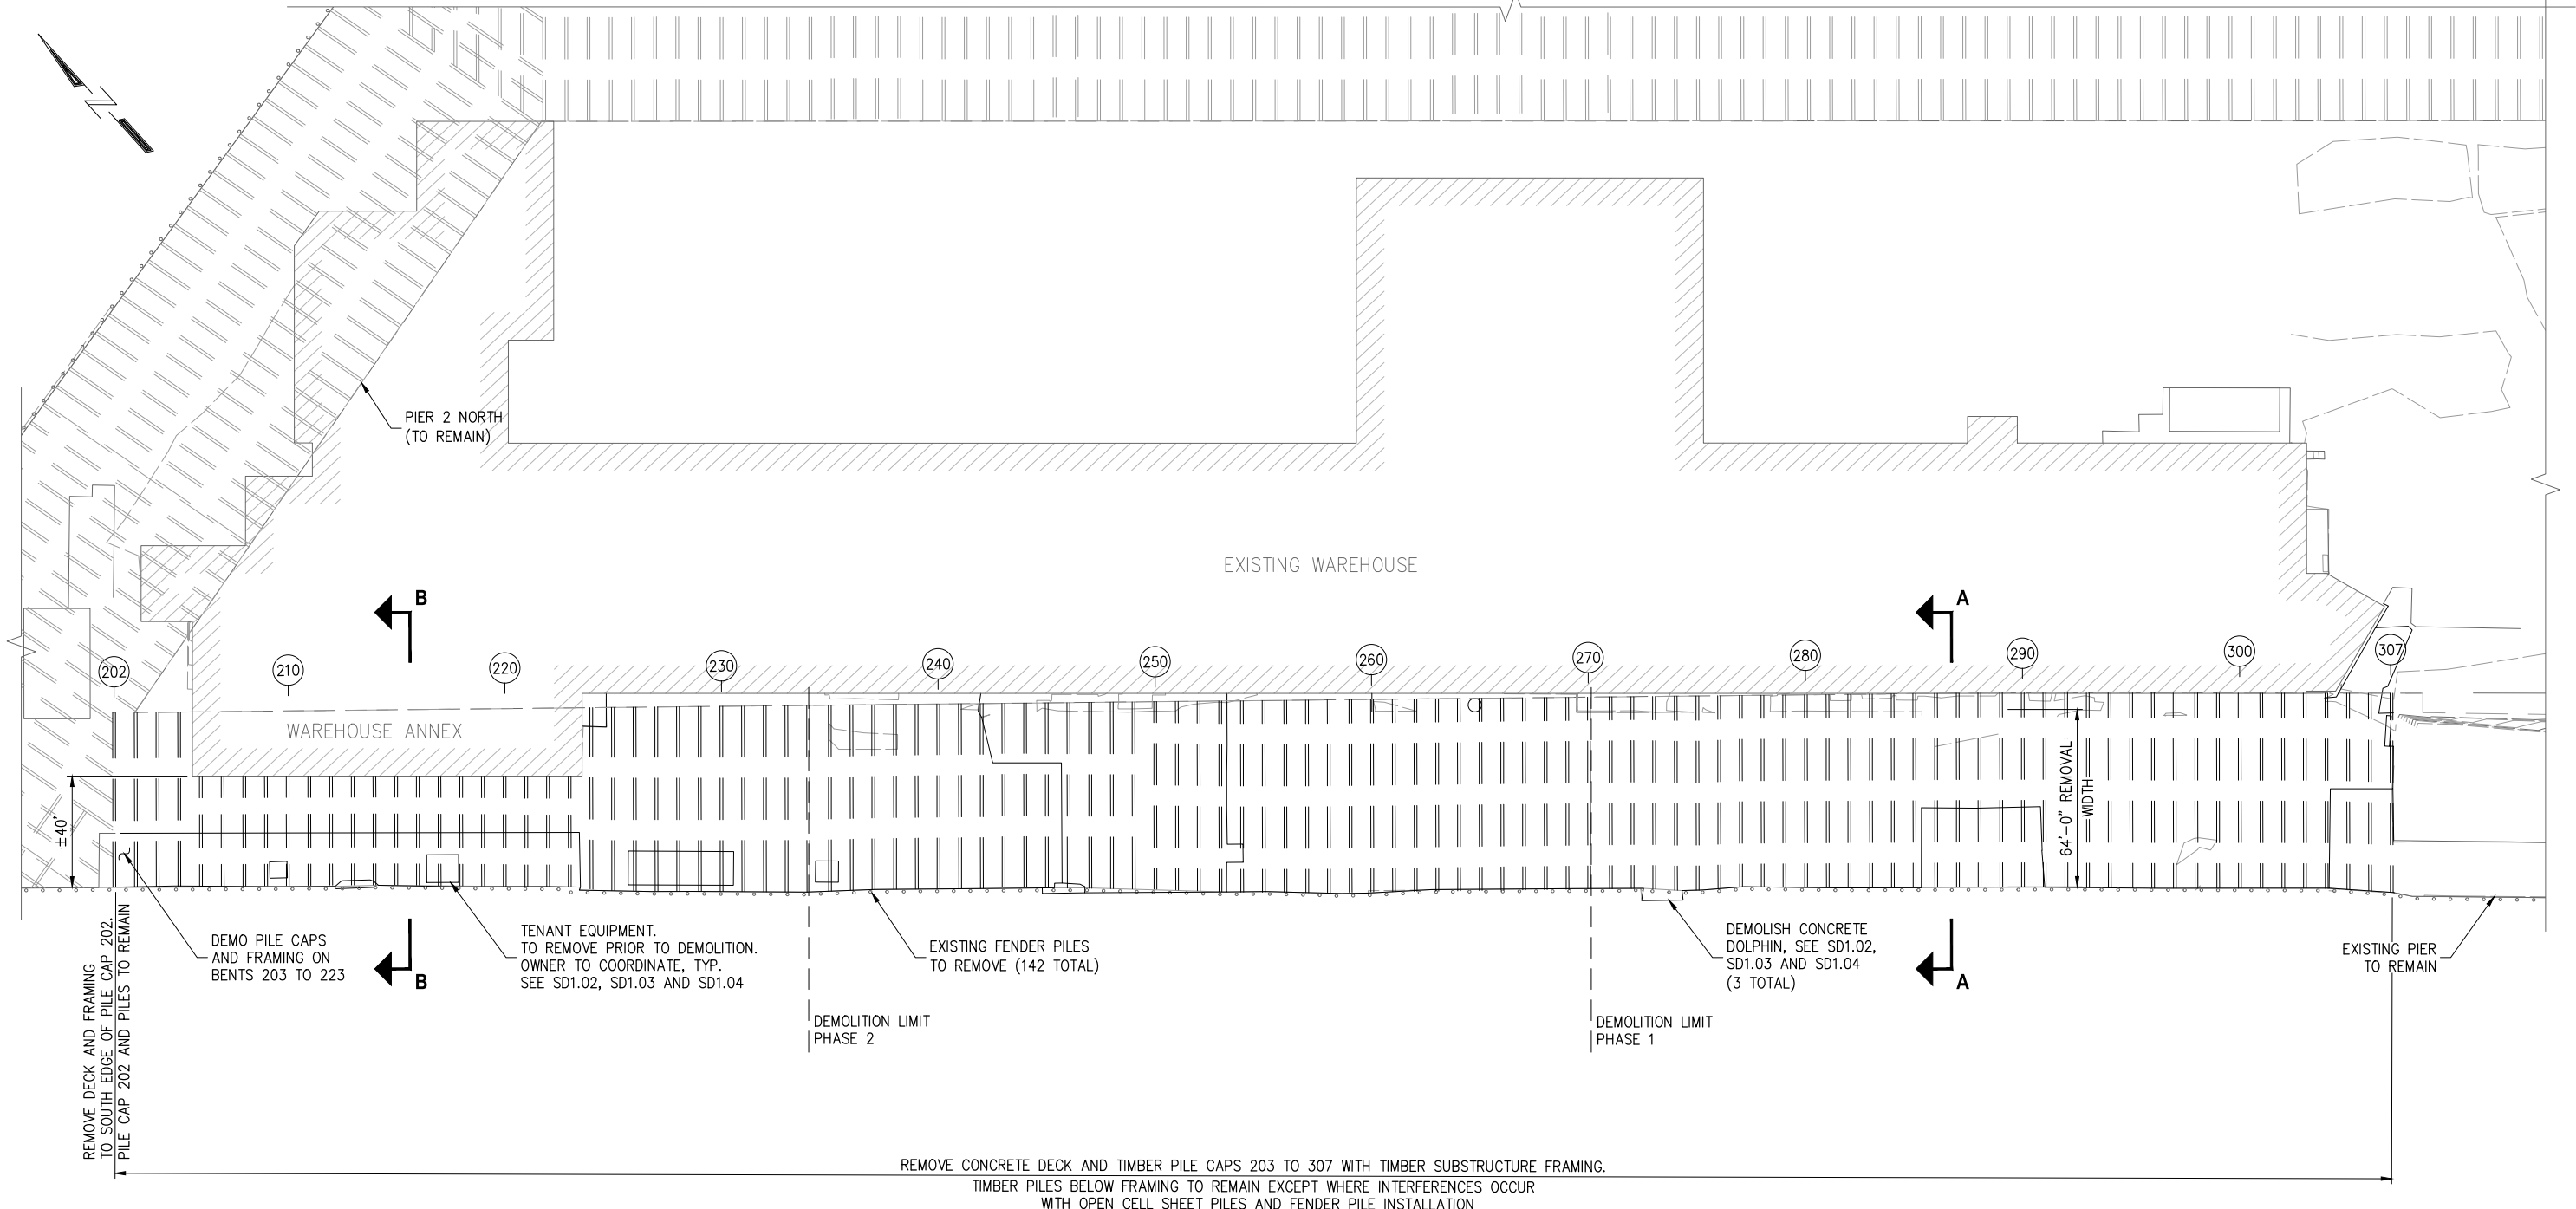 N
PIER 2 NORTH
(TO REMAIN)
EXISTING WAREHOUSE
B
A
202
210
220
230
240
250
260
270
280
290
300
307
WAREHOUSE ANNEX
±40'
64'-0" REMOVAL
WIDTH
DEMO PILE CAPS
AND FRAMING ON
BENTS 203 TO 223
B
TENANT EQUIPMENT.
TO REMOVE PRIOR TO DEMOLITION.
OWNER TO COORDINATE, TYP.
SEE SD1.02, SD1.03 AND SD1.04
EXISTING FENDER PILES
TO REMOVE (142 TOTAL)
DEMOLISH CONCRETE
DOLPHIN, SEE SD1.02,
SD1.03 AND SD1.04
(3 TOTAL)
A
EXISTING PIER
TO REMAIN
DEMOLITION LIMIT
PHASE 2
DEMOLITION LIMIT
PHASE 1
REMOVE DECK AND FRAMING
TO SOUTH EDGE OF PILE CAP 202.
PILE CAP 202 AND PILES TO REMAIN
REMOVE CONCRETE DECK AND TIMBER PILE CAPS 203 TO 307 WITH TIMBER SUBSTRUCTURE FRAMING.
TIMBER PILES BELOW FRAMING TO REMAIN EXCEPT WHERE INTERFERENCES OCCUR
WITH OPEN CELL SHEET PILES AND FENDER PILE INSTALLATION